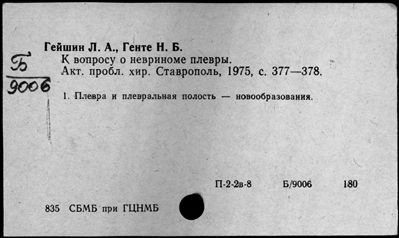 Гейшин Л. А., Генте Н. Б.
Б
9006
К вопросу о невриноме плевры.
Акт. пробл. хир. Ставрополь, 1975, с. 377—378.
1. Плевра и плевральная полость — новообразования.
П-2-2в-8 Б/9006 180
835 СБМБ при ГЦНМБ